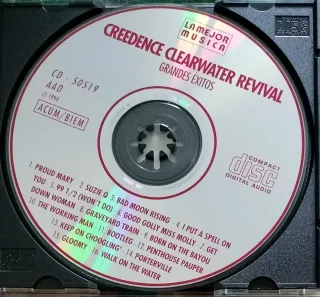 LA MEJOR
MUSICA
CREEDENCE CLEARWATER REVIVAL
GRANDES EXITOS
CD - 50519
AAD
℗ 1994
ACUM/BIEM
COMPACT
disc
DIGITAL AUDIO
1. PROUD MARY 2. SUZIE Q 3. BAD MOON RISING 4. I PUT A SPELL ON
YOU 5. 99 1/2 (WON'T DO) 6. GOOD GOLLY MISS MOLLY 7. GET
DOWN WOMAN 8. GRAVEYARD TRAIN 9. BORN ON THE BAYOU
10. THE WORKING MAN 11. BOOTLEG 12. PENTHOUSE PAUPER
13. KEEP ON CHOOGLING' 14. PORTERVILLE
15. GLOOMY 16. WALK ON THE WATER